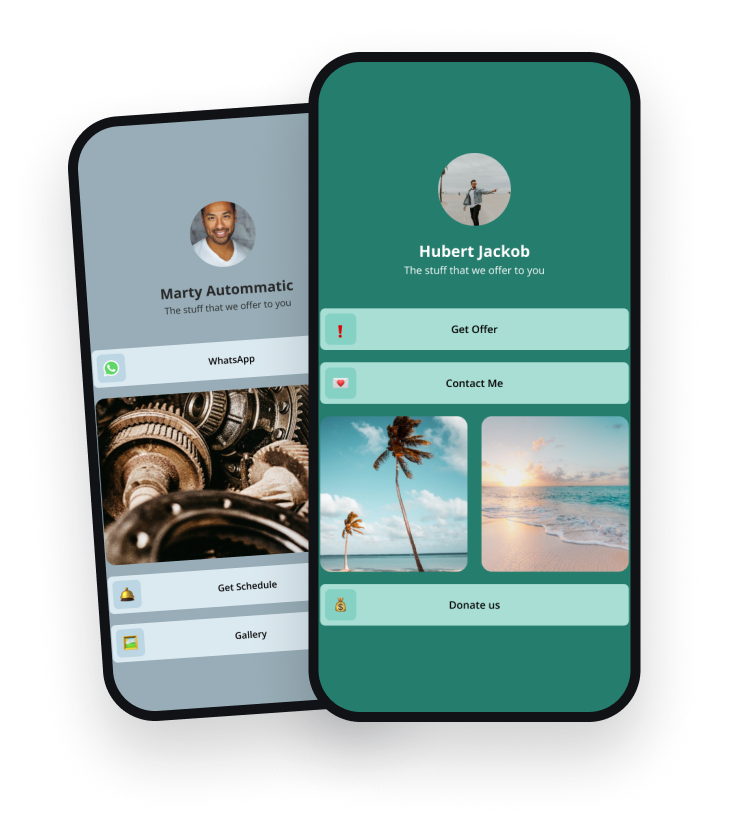 Marty Autommatic
The stuff that we offer to you
WhatsApp
Get Schedule
Gallery
Hubert Jackob
The stuff that we offer to you
Get Offer
Contact Me
Donate us